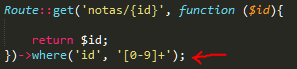 Route::get('notas/{id}', function ($id){
return $id;
})->where('id', '[0-9]+');